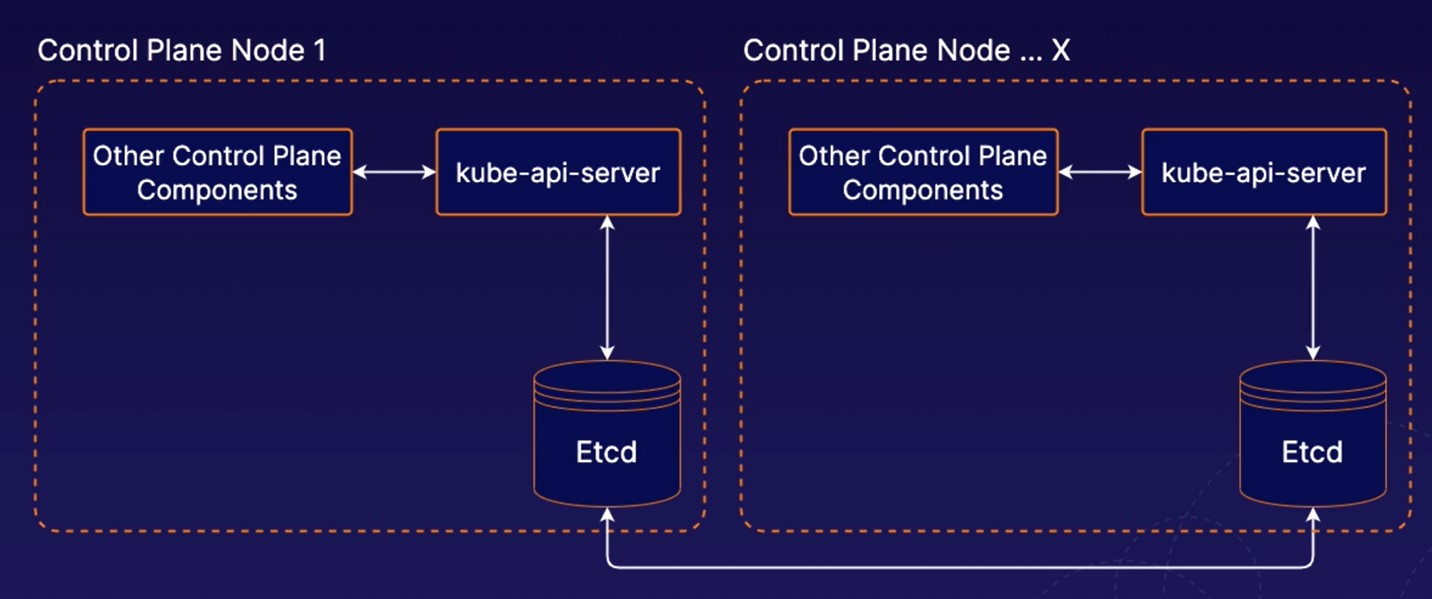 Control Plane Node 1
Other Control Plane
Components
kube-api-server
Etcd
Control Plane Node ... X
Other Control Plane
Components
kube-api-server
Etcd